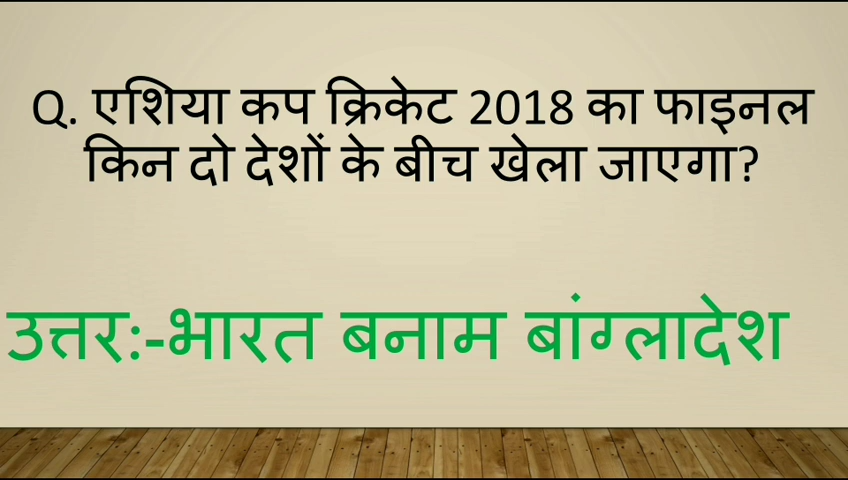 Q. एशिया कप क्रिकेट 2018 का फाइनल
किन दो देशों के बीच खेला जाएगा?
उत्तर:-भारत बनाम बांग्लादेश